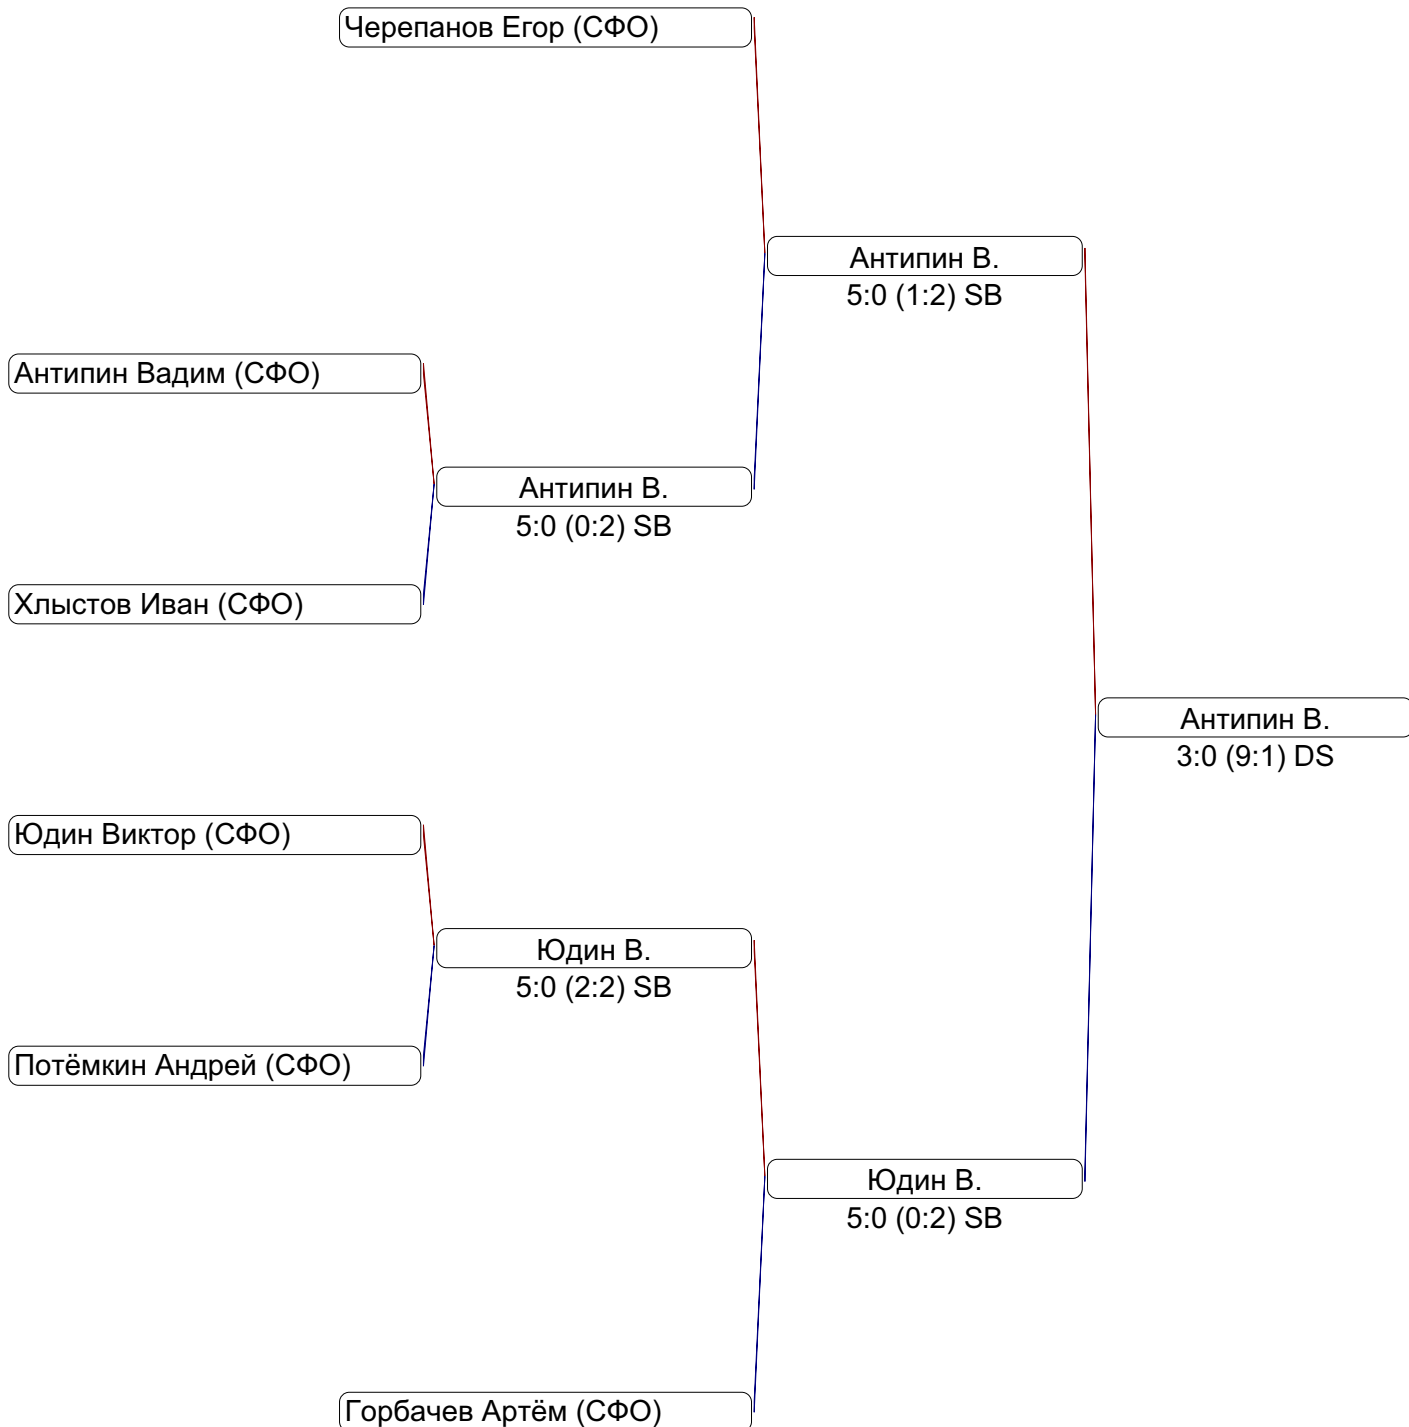 Черепанов Егор (СФО)
Антипин В.
5:0 (1:2) SB
Антипин Вадим (СФО)
Антипин В.
5:0 (0:2) SB
Хлыстов Иван (СФО)
Антипин В.
3:0 (9:1) DS
Юдин Виктор (СФО)
Юдин В.
5:0 (2:2) SB
Потёмкин Андрей (СФО)
Юдин В.
5:0 (0:2) SB
Горбачев Артём (СФО)